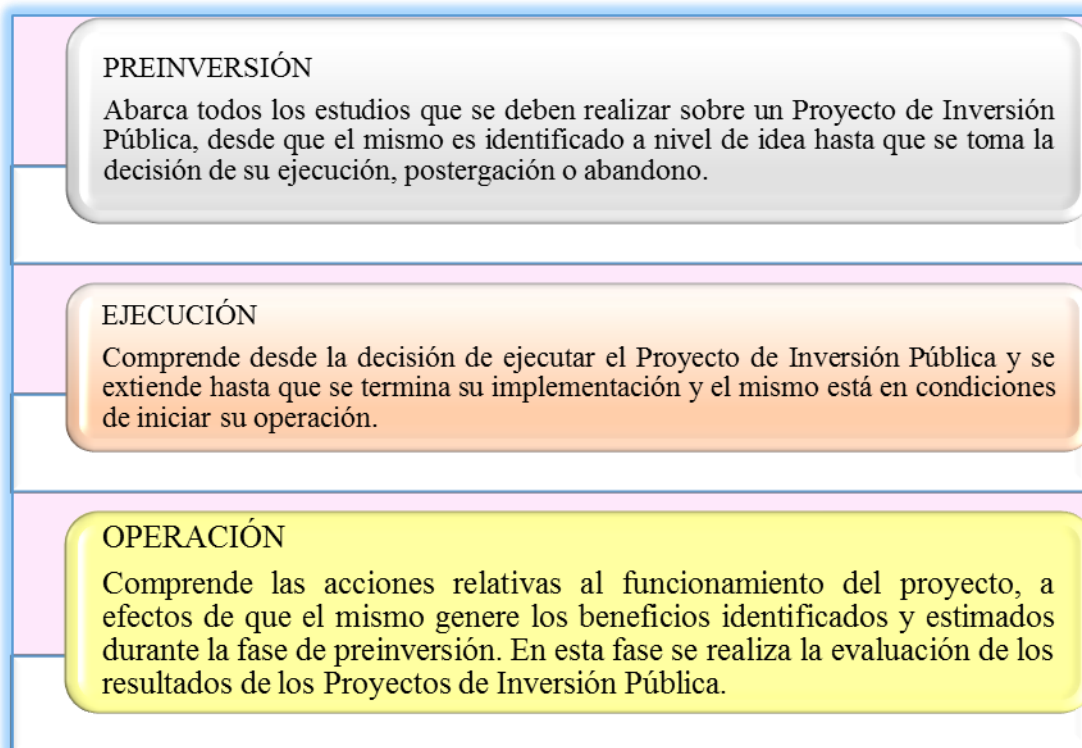 PREINVERSIÓN
Abarca todos los estudios que se deben realizar sobre un Proyecto de Inversión
Pública, desde que el mismo es identificado a nivel de idea hasta que se toma la
decisión de su ejecución, postergación o abandono.
EJECUCIÓN
Comprende desde la decisión de ejecutar el Proyecto de Inversión Pública y se
extiende hasta que se termina su implementación y el mismo está en condiciones
de iniciar su operación.
OPERACIÓN
Comprende las acciones relativas al funcionamiento del proyecto, a
efectos de que el mismo genere los beneficios identificados y estimados
durante la fase de preinversión. En esta fase se realiza la evaluación de los
resultados de los Proyectos de Inversión Pública.